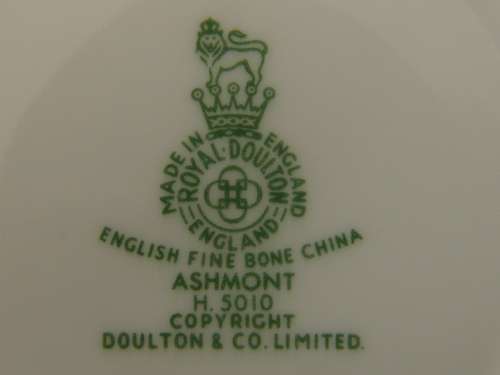 MADE IN ENGLAND
ROYAL · DOULTON
ENGLAND
ENGLISH FINE BONE CHINA
ASHMONT
H. 5010
COPYRIGHT
DOULTON & CO. LIMITED.